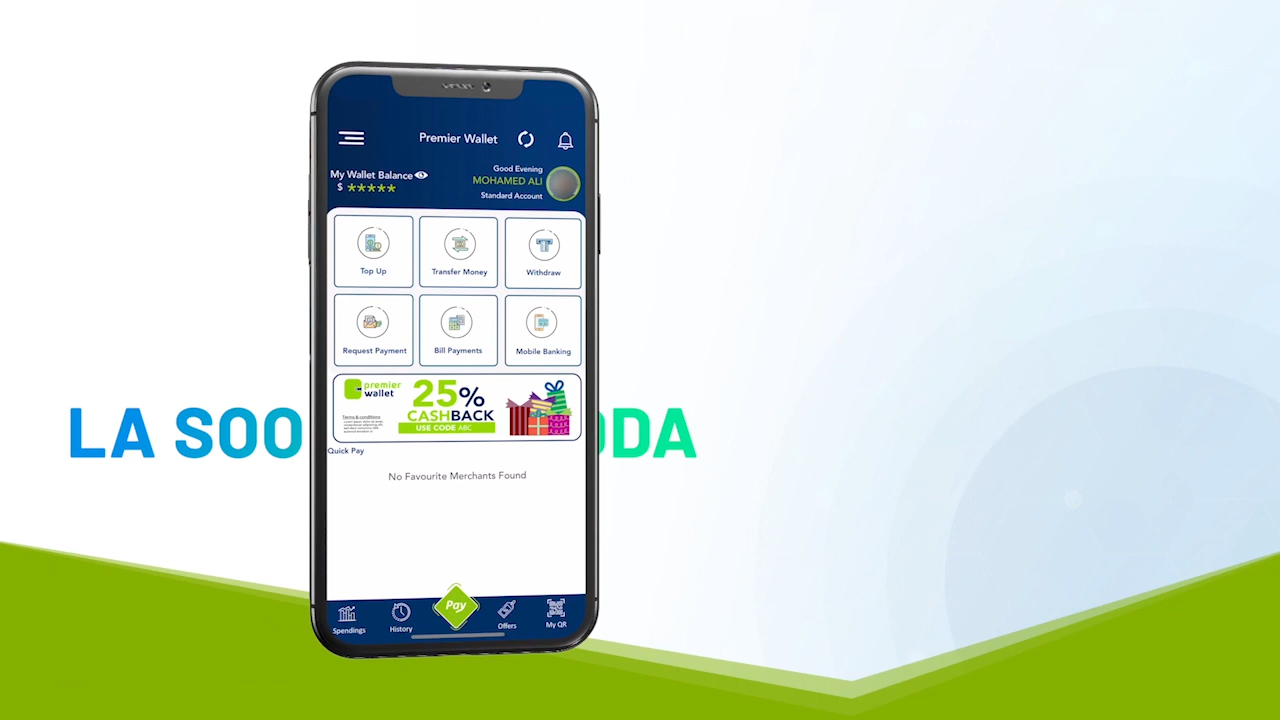 Premier Wallet
My Wallet Balance
$ *****
Good Evening
MOHAMED ALI
Standard Account
Top Up
Transfer Money
Withdraw
Request Payment
Bill Payments
Mobile Banking
premier
wallet
Terms & conditions
25%
CASHBACK
USE CODE ABC
LA SOO
ODA
Quick Pay
No Favourite Merchants Found
Spendings
History
Pay
Offers
My QR